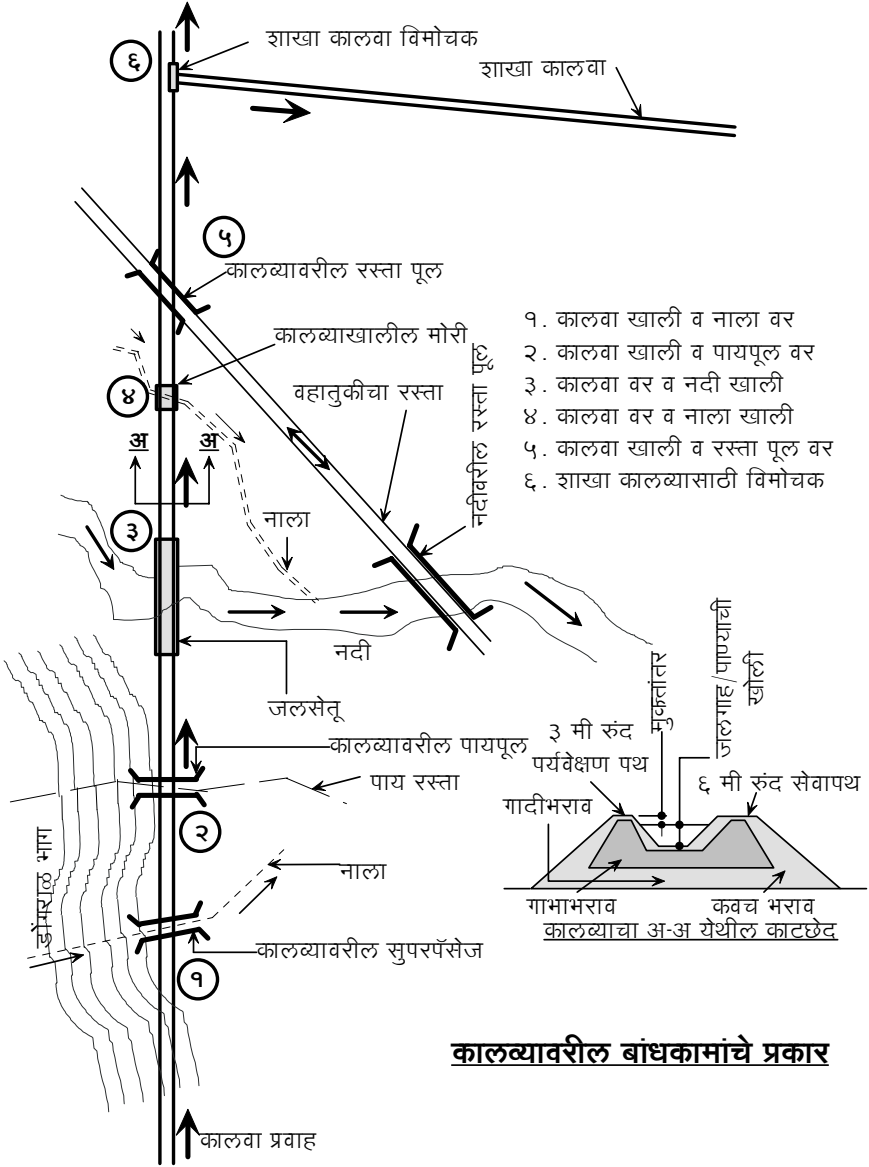 शाखा कालवा विमोचक
६
शाखा कालवा
५
कालव्यावरील रस्ता पूल
कालव्याखालील मोरी
४
वहातुकीचा रस्ता
नदीवरील रस्ता पूल
१. कालवा खाली व नाला वर
२. कालवा खाली व पायपूल वर
३. कालवा वर व नदी खाली
४. कालवा वर व नाला खाली
५. कालवा खाली व रस्ता पूल वर
६. शाखा कालव्यासाठी विमोचक
अ अ
३
नाला
नदी
जलसेतू
कालव्यावरील पायपूल
पाय रस्ता
२
डोंगराळ भाग
नाला
कालव्यावरील सुपरपॅसेज
१
मुक्तांतर
जलगाह/पाण्याची
खोली
३ मी रुंद
पर्यवेक्षण पथ
६ मी रुंद सेवापथ
गादीभराव
गाभाभराव
कवच भराव
कालव्याचा अ-अ येथील काटछेद
कालव्यावरील बांधकामांचे प्रकार
कालवा प्रवाह